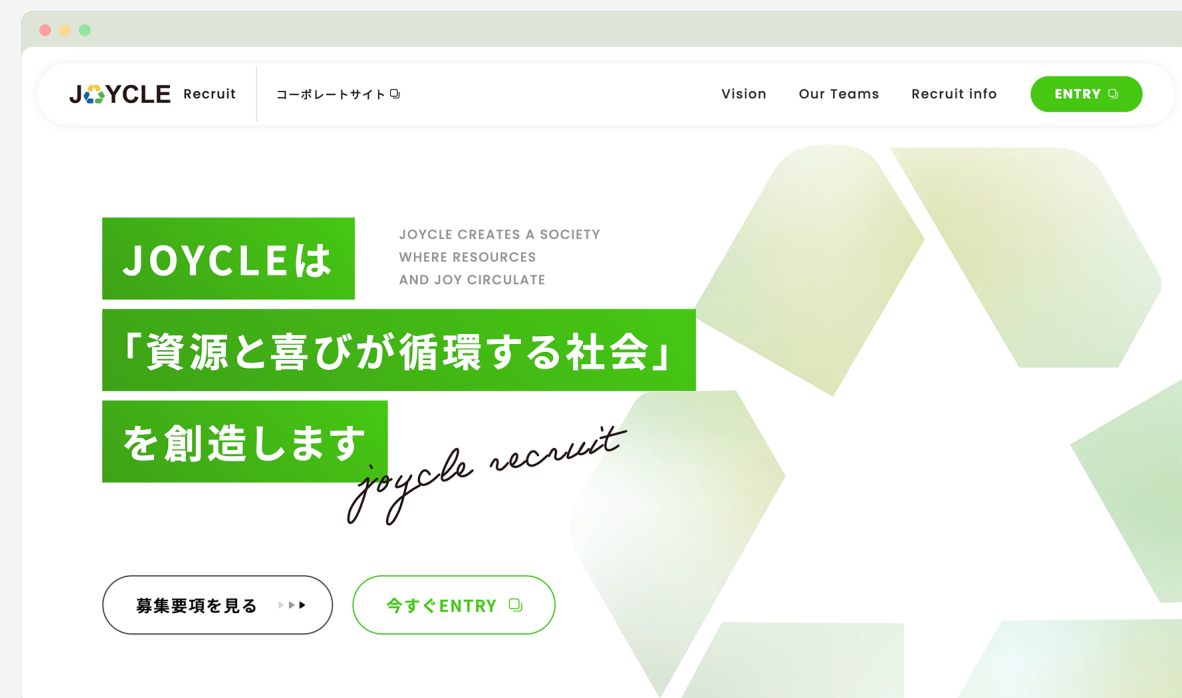 JOYCLE Recruit
コーポレートサイト
Vision
Our Teams
Recruit info
ENTRY
JOYCLEは
JOYCLE CREATES A SOCIETY
WHERE RESOURCES
AND JOY CIRCULATE
「資源と喜びが循環する社会」
を創造します
joycle recruit
募集要項を見る
今すぐENTRY